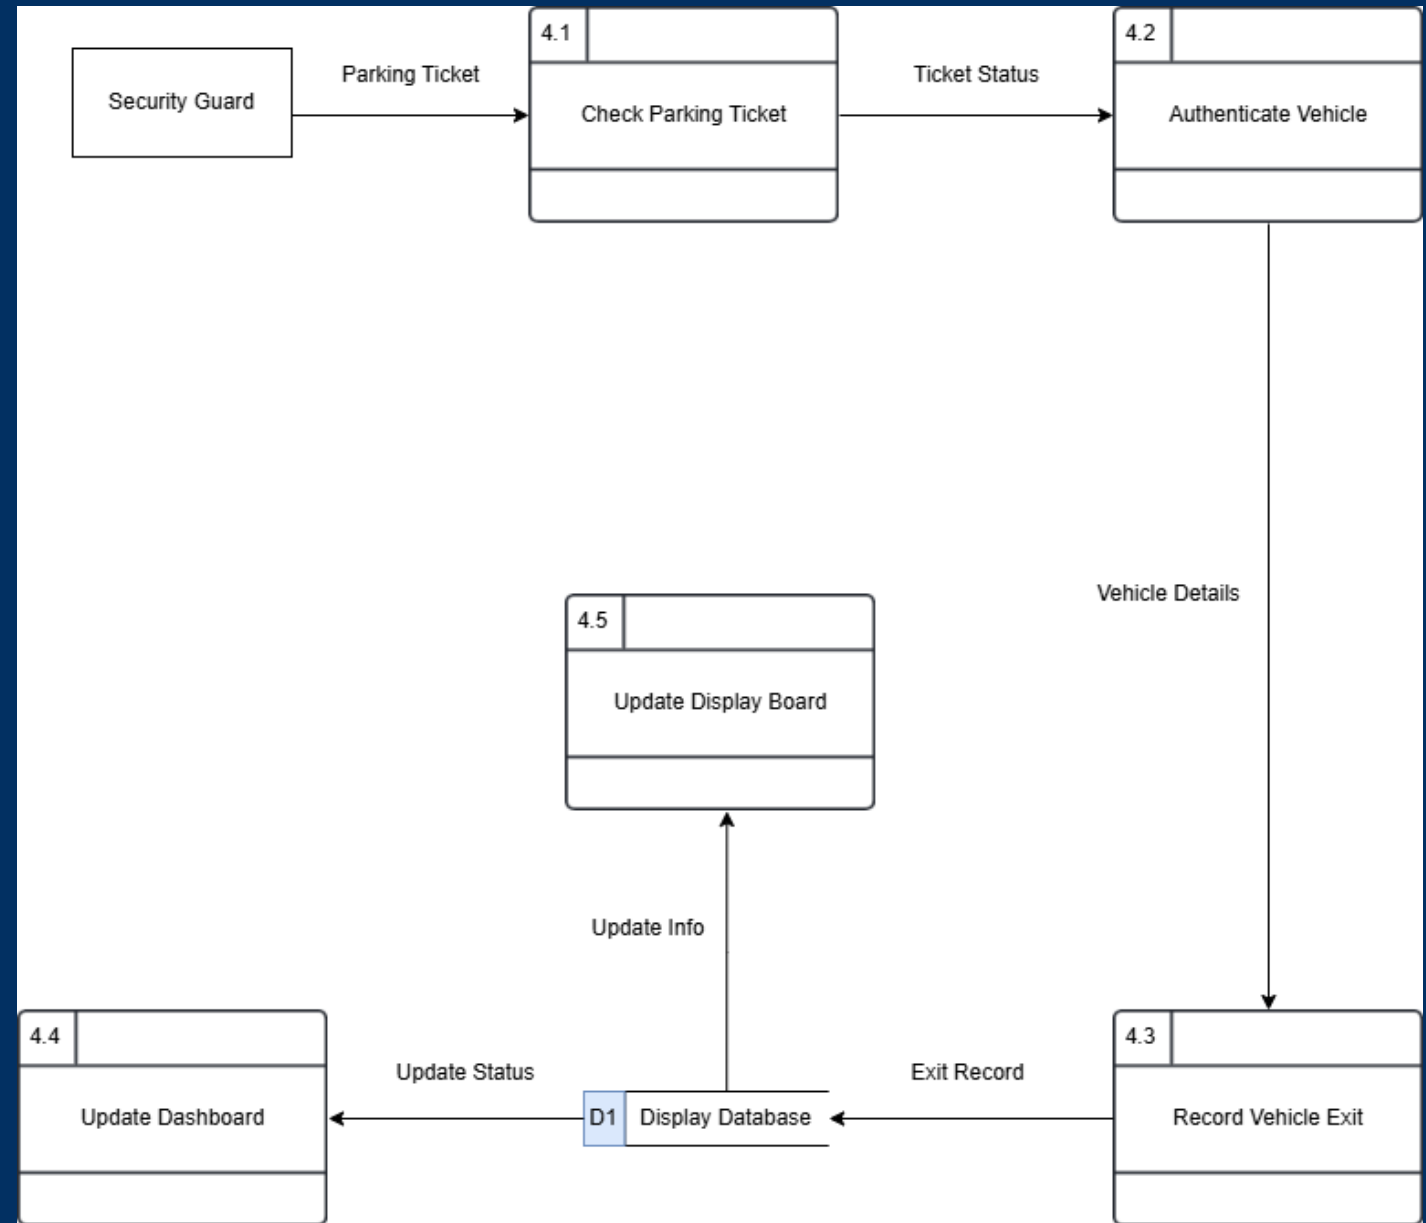 4.1
4.2
Security Guard
Parking Ticket
Check Parking Ticket
Ticket Status
Authenticate Vehicle
Vehicle Details
4.5
Update Display Board
Update Info
4.4
4.3
Update Dashboard
Update Status
D1
Display Database
Exit Record
Record Vehicle Exit